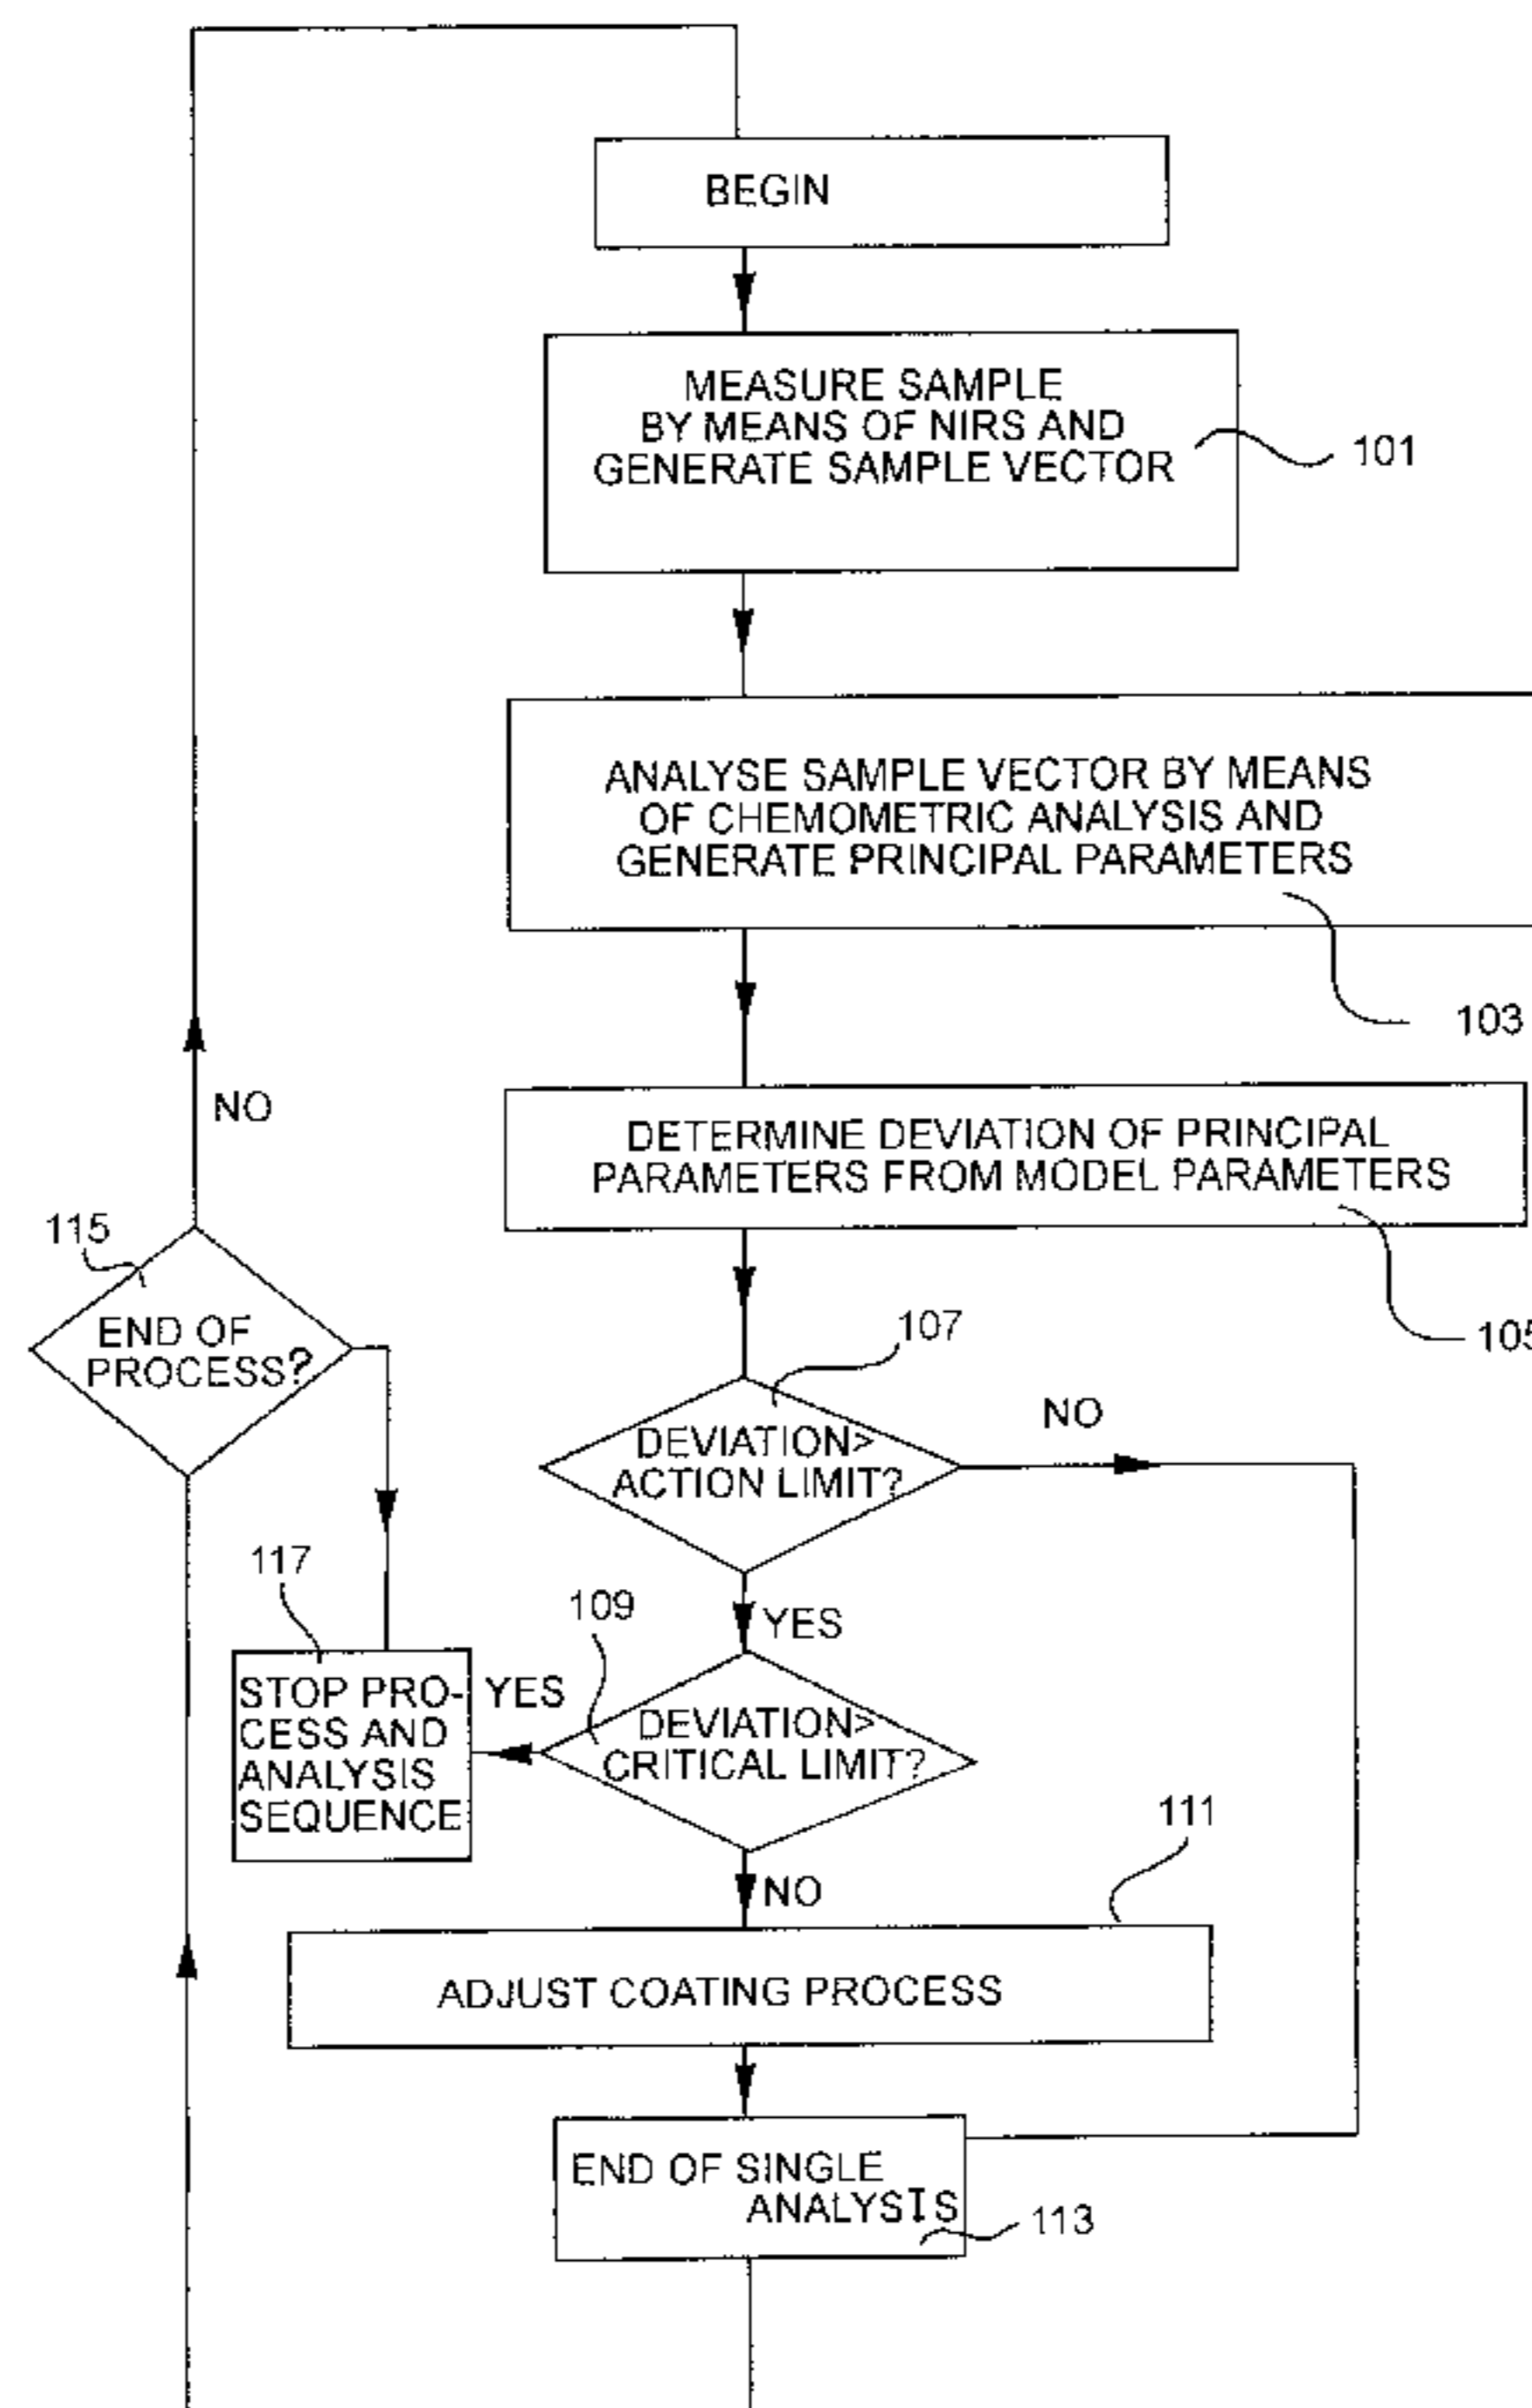 BEGIN
MEASURE SAMPLE
BY MEANS OF NIRS AND
GENERATE SAMPLE VECTOR
101
ANALYSE SAMPLE VECTOR BY MEANS
OF CHEMOMETRIC ANALYSIS AND
GENERATE PRINCIPAL PARAMETERS
103
NO
DETERMINE DEVIATION OF PRINCIPAL
PARAMETERS FROM MODEL PARAMETERS
105
115
END OF
PROCESS?
107
DEVIATION>
ACTION LIMIT?
NO
YES
117
STOP PRO-
CESS AND
ANALYSIS
SEQUENCE
YES
109
DEVIATION>
CRITICAL LIMIT?
NO
111
ADJUST COATING PROCESS
END OF SINGLE
ANALYSIS
113